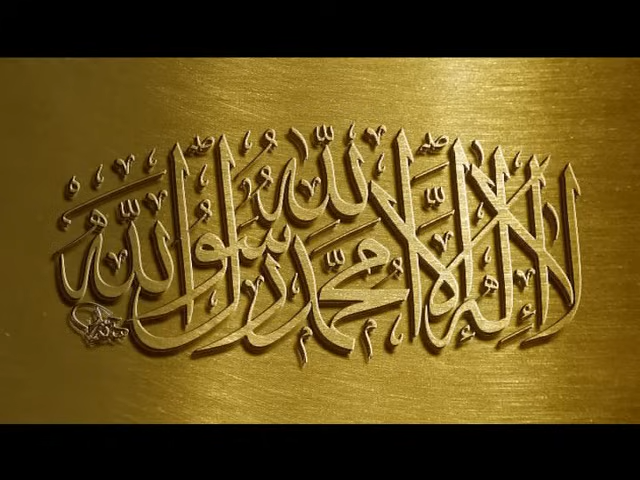 لا إله إلا الله محمد رسول الله